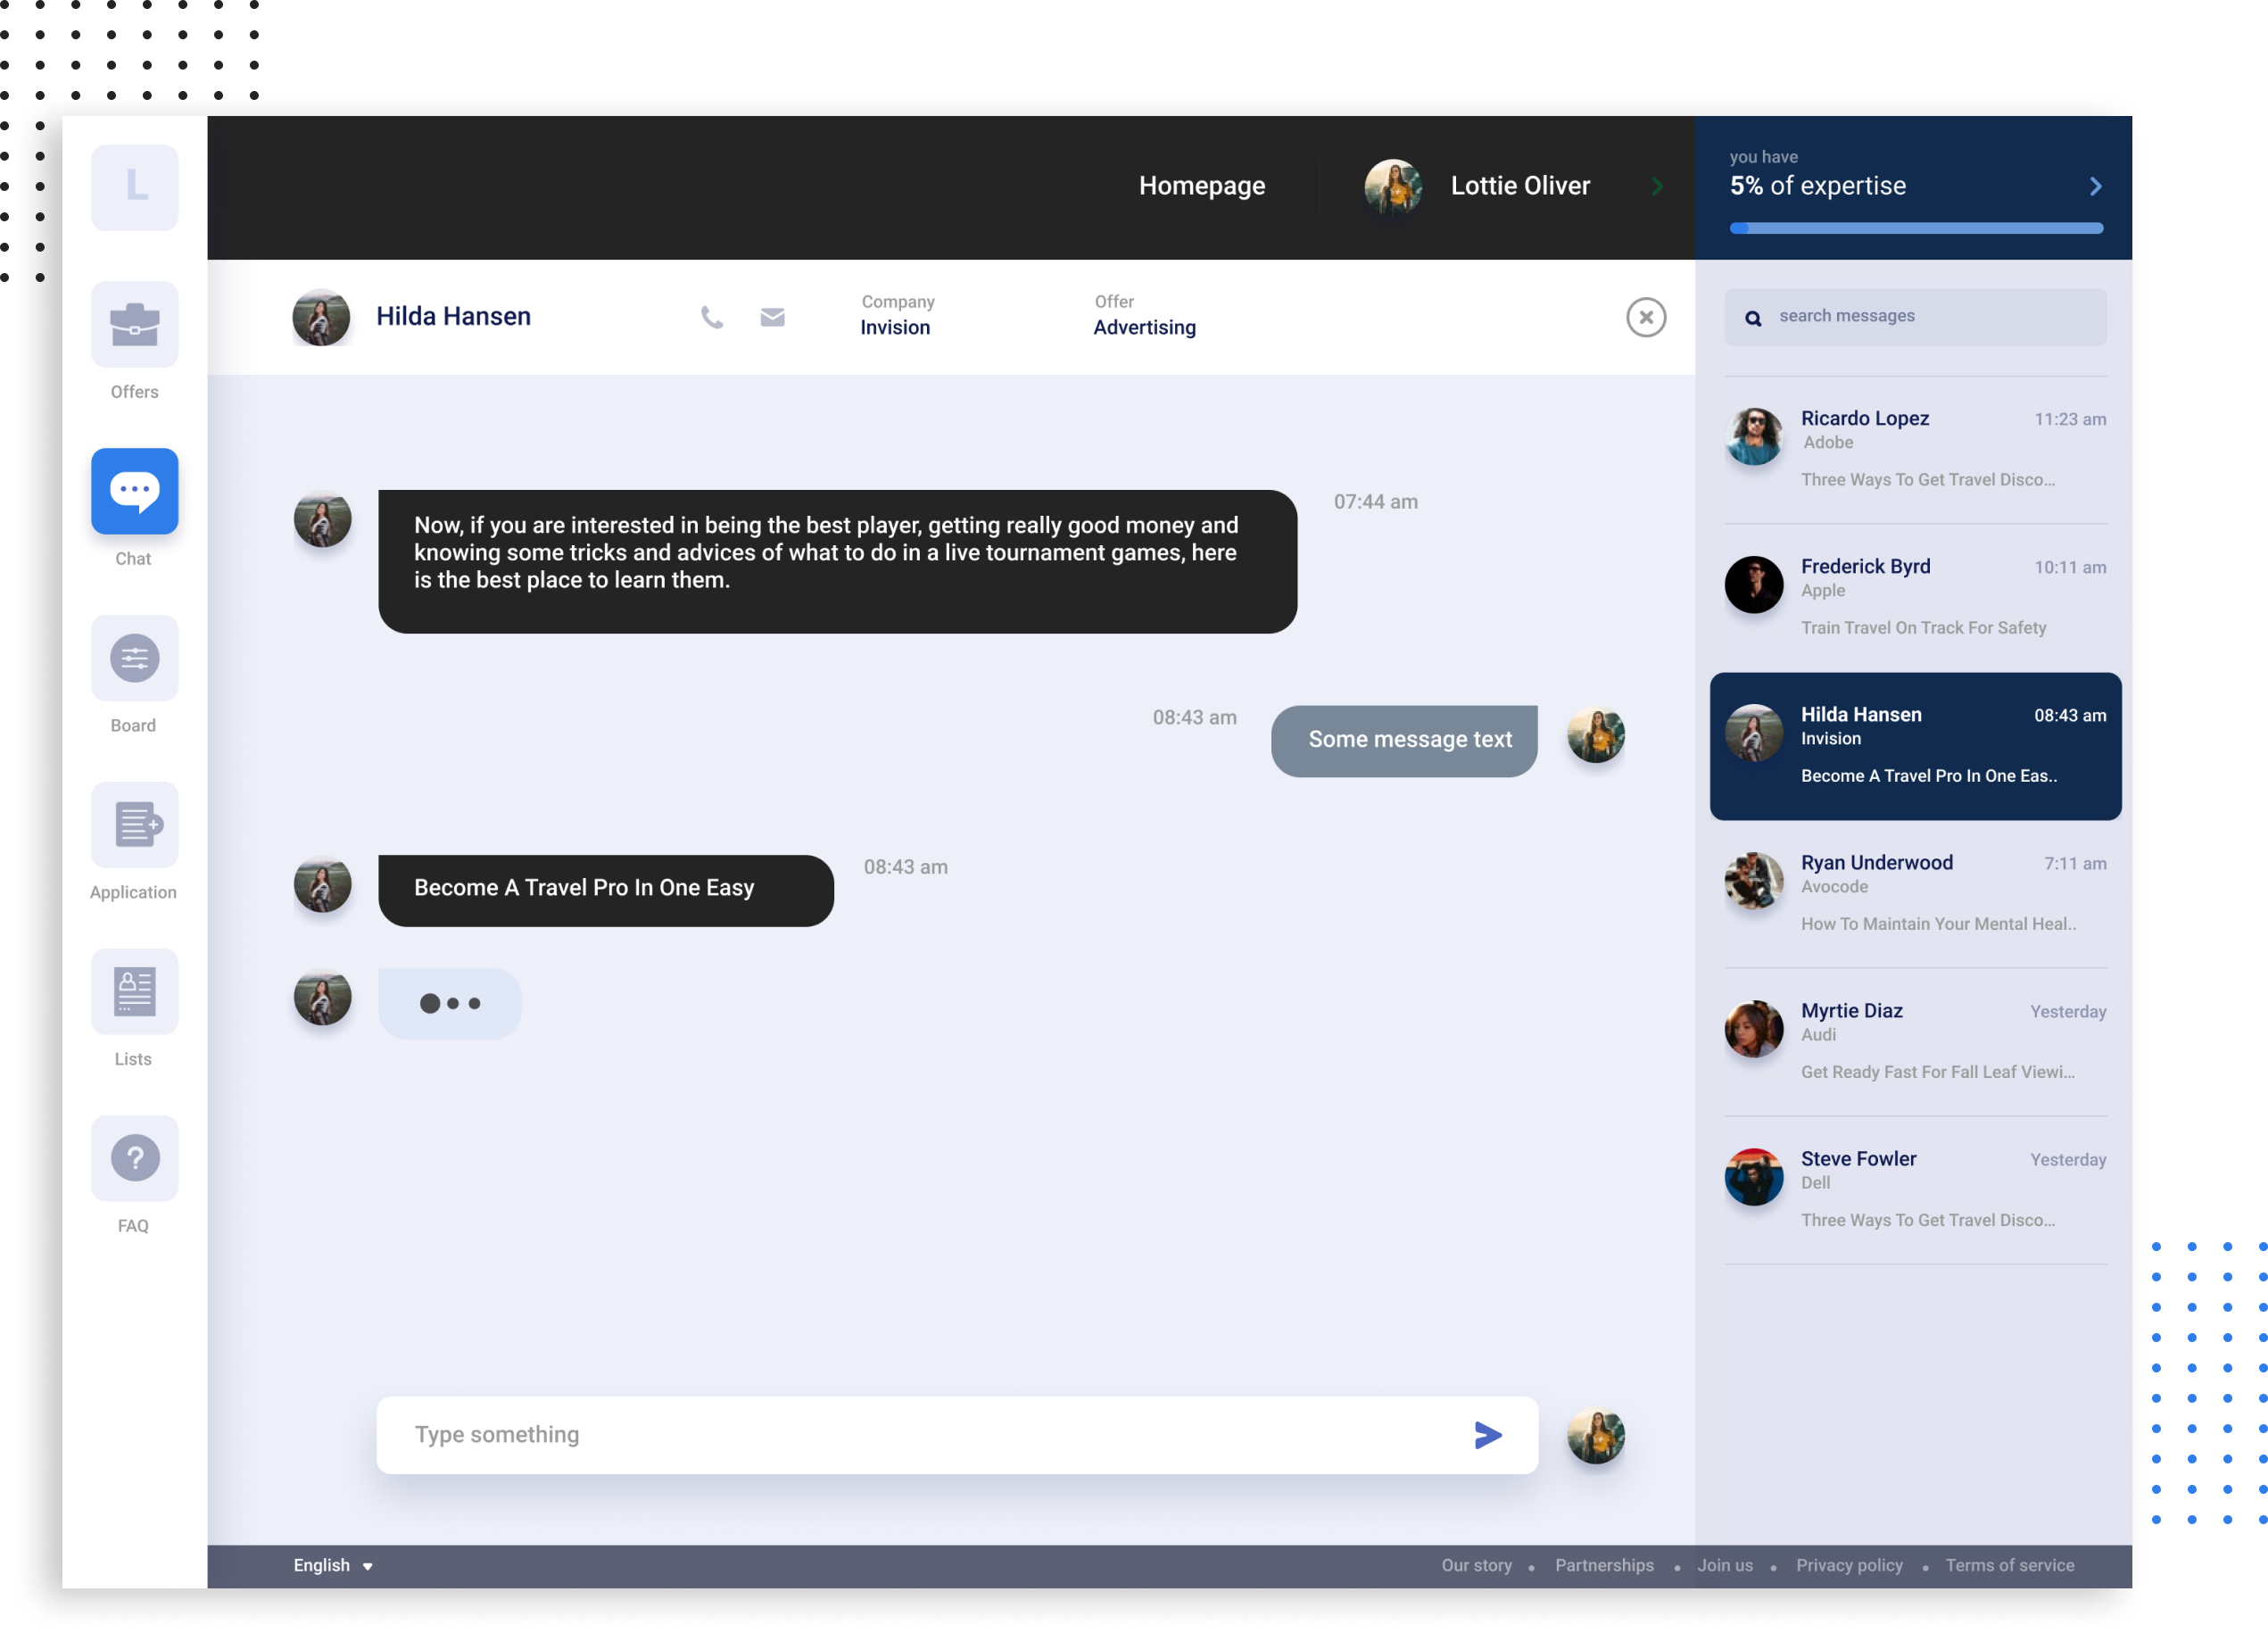 L
Offers
Chat
Board
Application
Lists
?
FAQ
Homepage
Lottie Oliver
you have
5% of expertise
Hilda Hansen
Company
Invision
Offer
Advertising
search messages
Now, if you are interested in being the best player, getting really good money and
knowing some tricks and advices of what to do in a live tournament games, here
is the best place to learn them.
07:44 am
08:43 am
Some message text
Become A Travel Pro In One Easy
08:43 am
Type something
Ricardo Lopez
11:23 am
Adobe
Three Ways To Get Travel Disco...
Frederick Byrd
10:11 am
Apple
Train Travel On Track For Safety
Hilda Hansen
08:43 am
Invision
Become A Travel Pro In One Eas..
Ryan Underwood
7:11 am
Avocode
How To Maintain Your Mental Heal..
Myrtie Diaz
Yesterday
Audi
Get Ready Fast For Fall Leaf Viewi...
Steve Fowler
Yesterday
Dell
Three Ways To Get Travel Disco...
English
Our story • Partnerships • Join us • Privacy policy • Terms of service